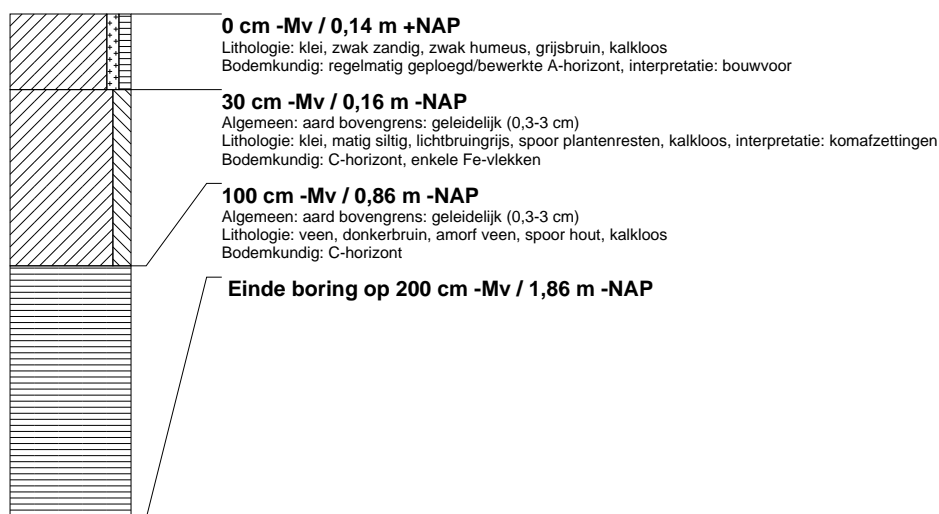 0 cm -Mv / 0,14 m +NAP
Lithologie: klei, zwak zandig, zwak humeus, grijsbruin, kalkloos
Bodemkundig: regelmatig geploegd/bewerkte A-horizont, interpretatie: bouwvoor
30 cm -Mv / 0,16 m -NAP
Algemeen: aard bovengrens: geleidelijk (0,3-3 cm)
Lithologie: klei, matig siltig, lichtbruingrijs, spoor plantenresten, kalkloos, interpretatie: komafzettingen
Bodemkundig: C-horizont, enkele Fe-vlekken
100 cm -Mv / 0,86 m -NAP
Algemeen: aard bovengrens: geleidelijk (0,3-3 cm)
Lithologie: veen, donkerbruin, amorf veen, spoor hout, kalkloos
Bodemkundig: C-horizont
Einde boring op 200 cm -Mv / 1,86 m -NAP